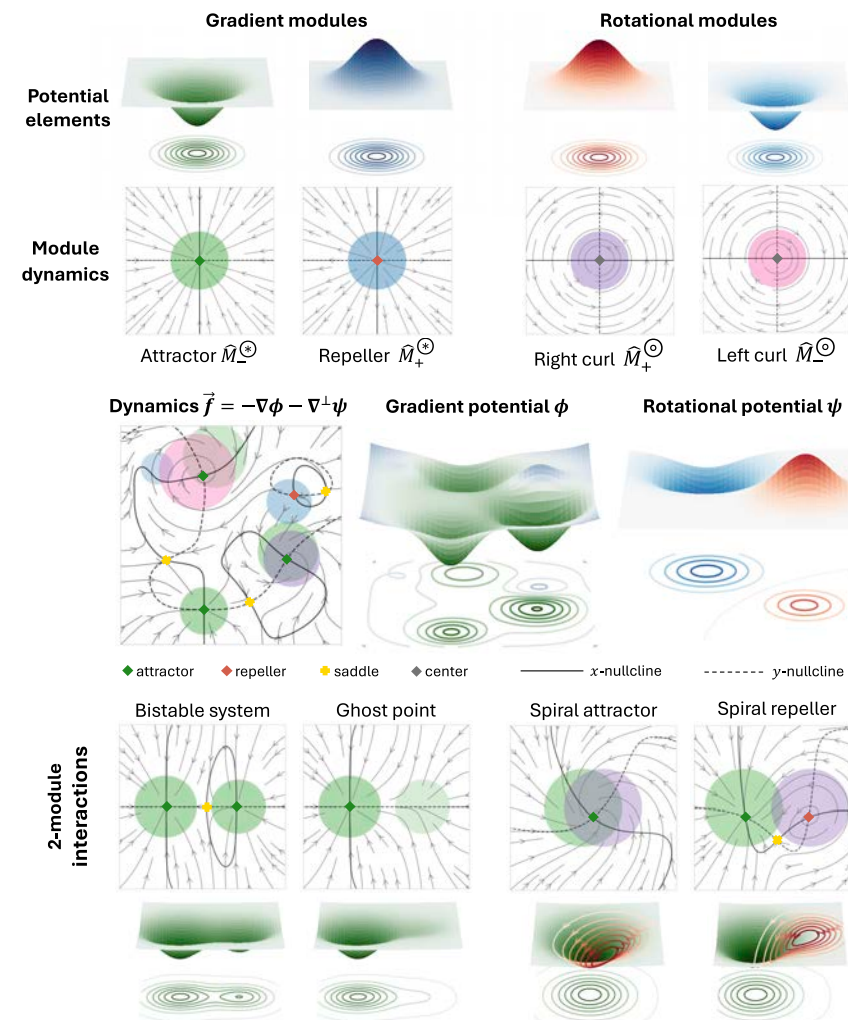 Gradient modules
Rotational modules
Potential elements
Module dynamics
Attractor M̂₋^⊛
Repeller M̂₊^⊛
Right curl M̂₊^⊚
Left curl M̂₋^⊚
Dynamics f⃗ = −∇ϕ − ∇⊥ψ
Gradient potential ϕ
Rotational potential ψ
attractor
repeller
saddle
center
x-nullcline
y-nullcline
2-module interactions
Bistable system
Ghost point
Spiral attractor
Spiral repeller